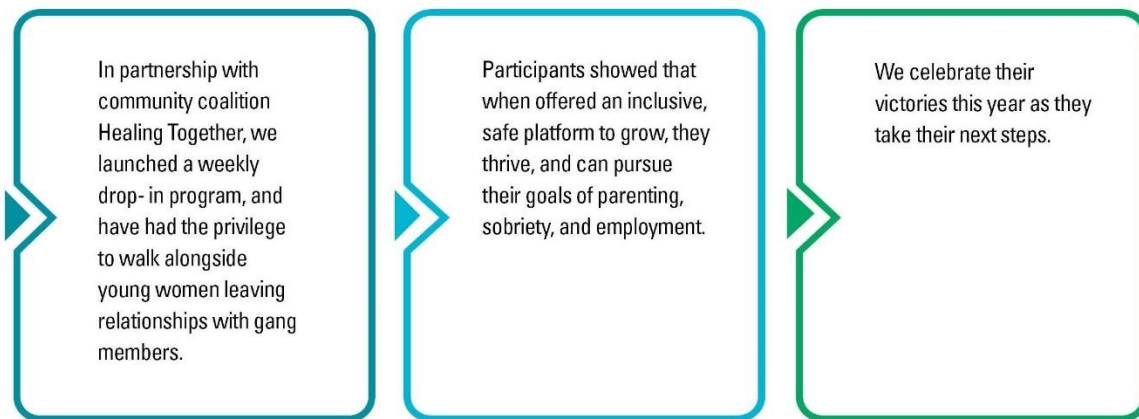 In partnership with
community coalition
Healing Together, we
launched a weekly
drop- in program, and
have had the privilege
to walk alongside
young women leaving
relationships with gang
members.
Participants showed that
when offered an inclusive,
safe platform to grow, they
thrive, and can pursue
their goals of parenting,
sobriety, and employment.
We celebrate their
victories this year as they
take their next steps.